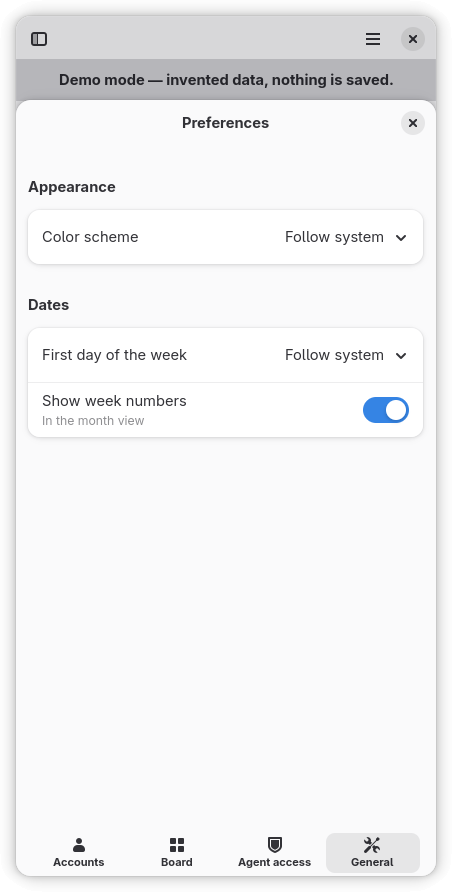 Demo mode — invented data, nothing is saved.
Preferences
Appearance
Color scheme
Follow system
Dates
First day of the week
Follow system
Show week numbers
In the month view
Accounts
Board
Agent access
General